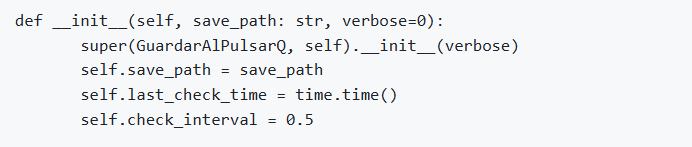 def __init__(self, save_path: str, verbose=0):
        super(GuardarAlPulsarQ, self).__init__(verbose)
        self.save_path = save_path
        self.last_check_time = time.time()
        self.check_interval = 0.5